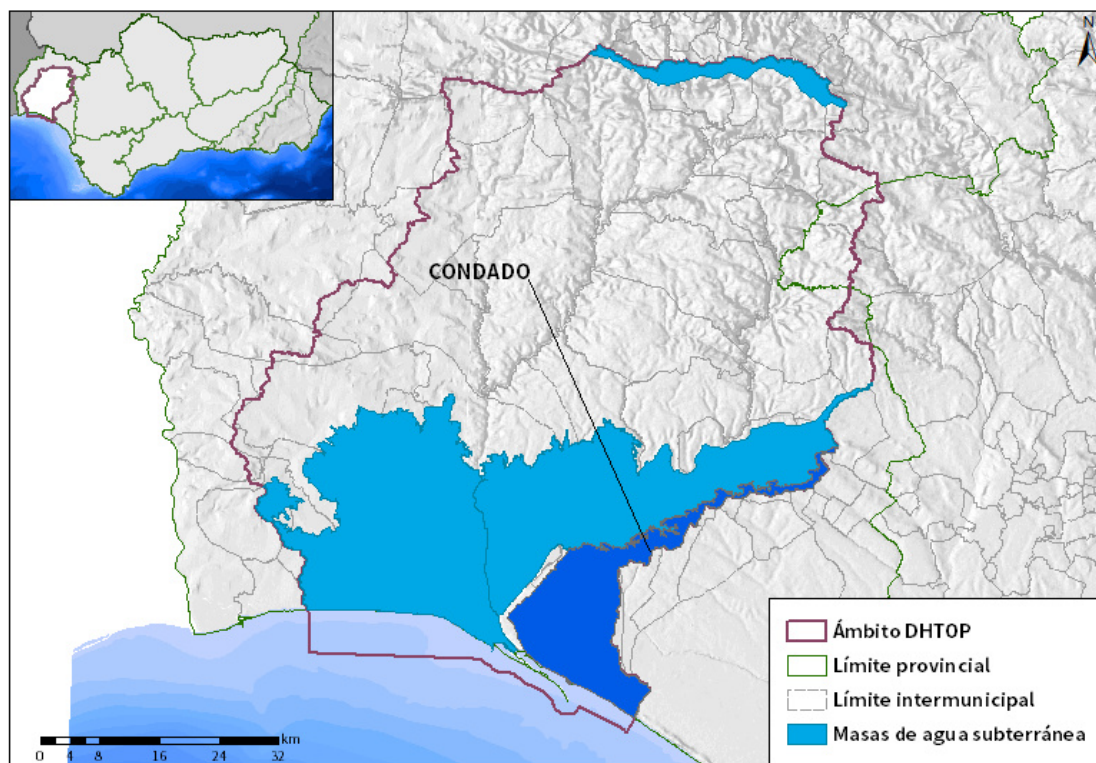 N
CONDADO
Ámbito DHTOP
Límite provincial
Límite intermunicipal
Masas de agua subterránea
km
0 4 8 16 24 32